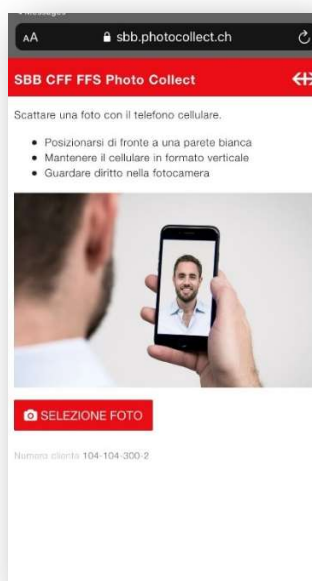 Messages
AA sbb.photocollect.ch
SBB CFF FFS Photo Collect
Scattare una foto con il telefono cellulare.
• Posizionarsi di fronte a una parete bianca
• Mantenere il cellulare in formato verticale
• Guardare diritto nella fotocamera
SELEZIONE FOTO
Numero cliente 104-104-300-2